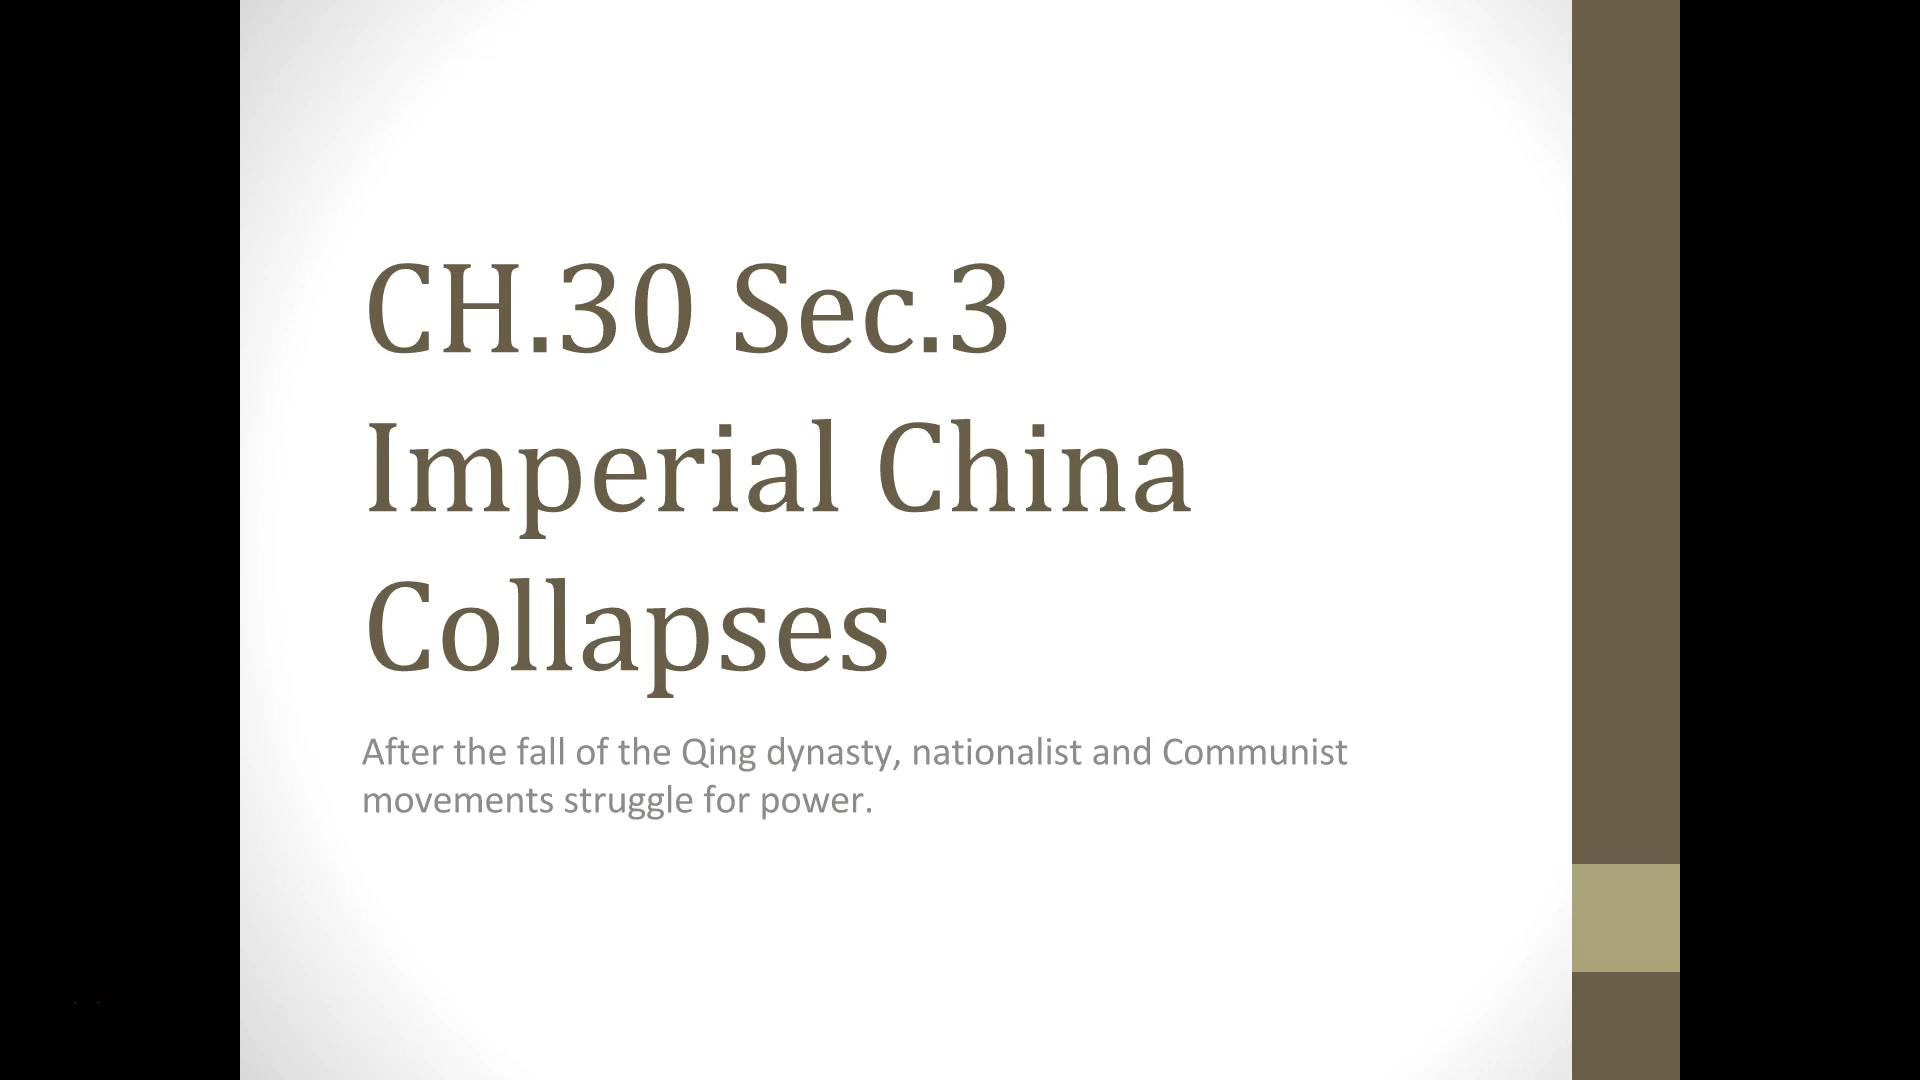 CH.30 Sec.3
Imperial China
Collapses
After the fall of the Qing dynasty, nationalist and Communist
movements struggle for power.